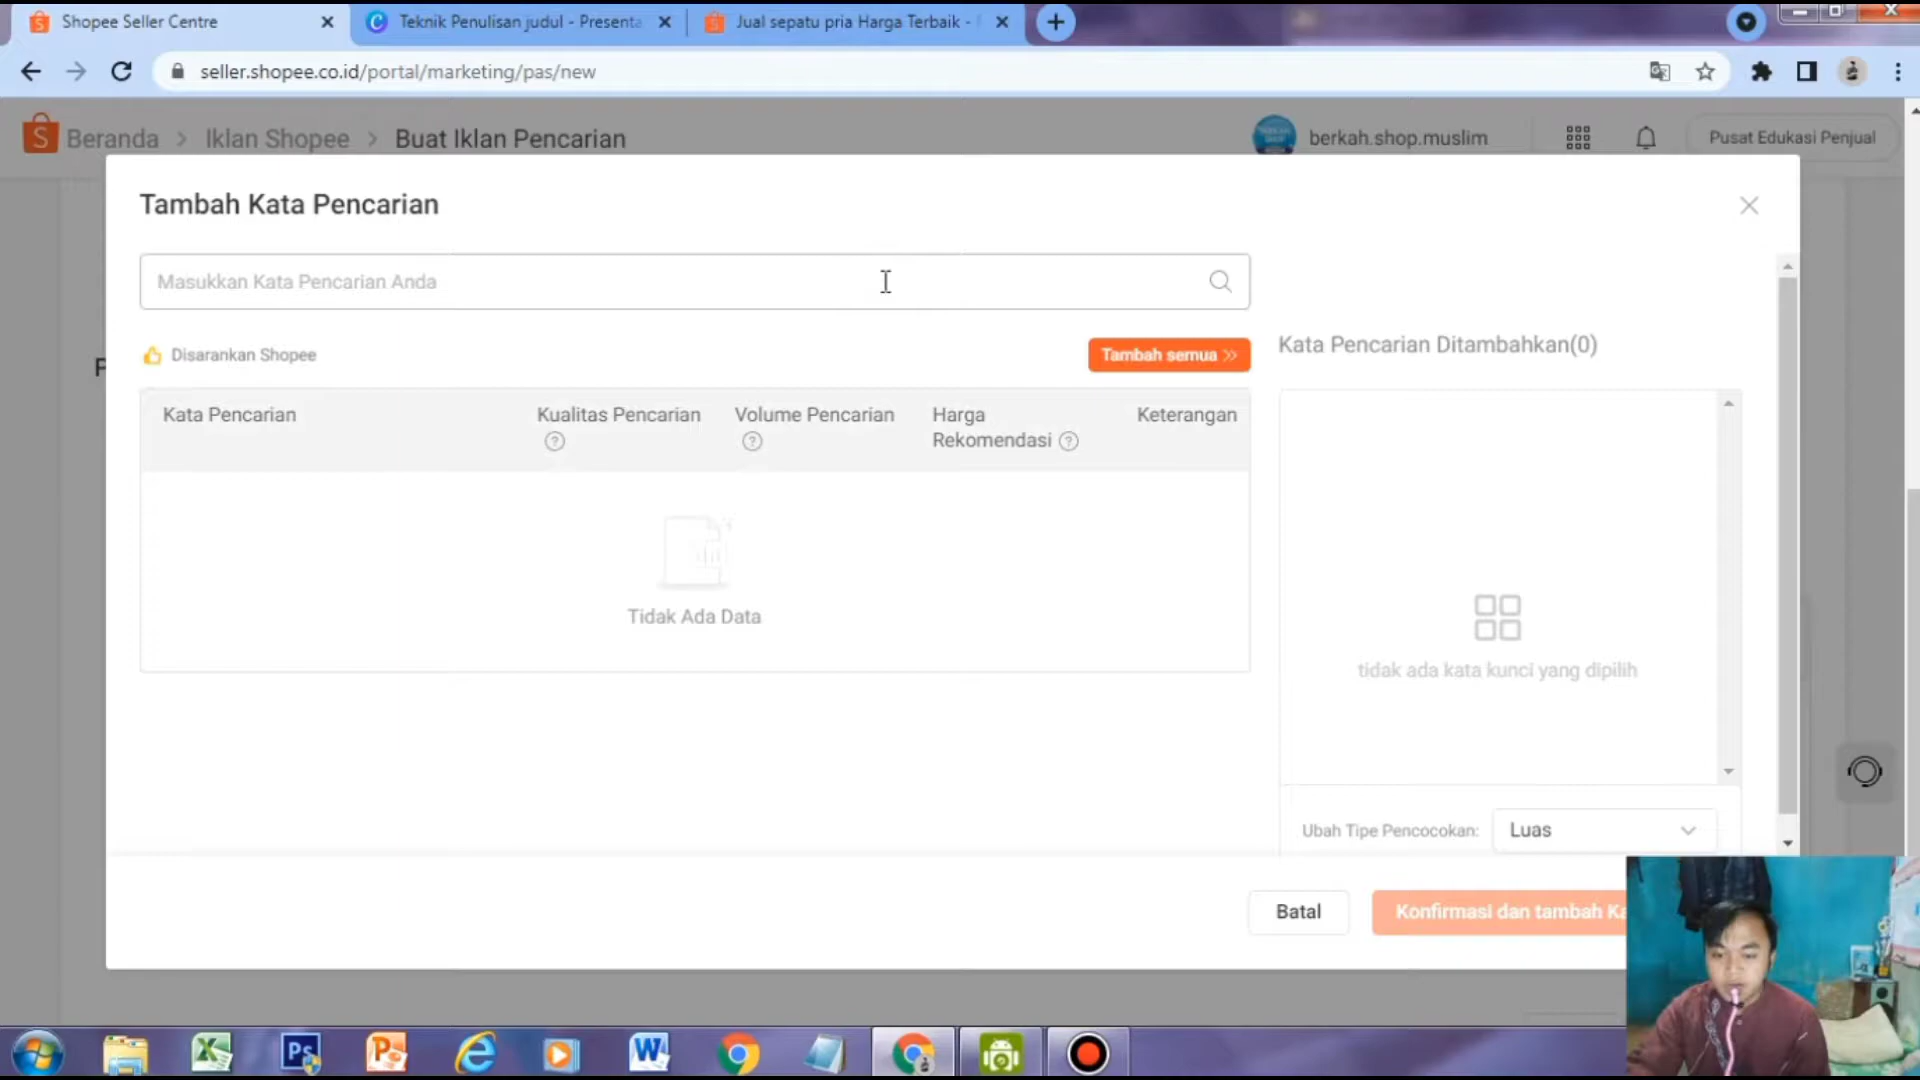 Shopee Seller Centre
Teknik Penulisan judul - Presenta
Jual sepatu pria Harga Terbaik -
seller.shopee.co.id/portal/marketing/pas/new
Beranda > Iklan Shopee > Buat Iklan Pencarian
berkah.shop.muslim
Pusat Edukasi Penjual
Tambah Kata Pencarian
Masukkan Kata Pencarian Anda
Disarankan Shopee
Tambah semua
Kata Pencarian Ditambahkan(0)
Kata Pencarian
Kualitas Pencarian
Volume Pencarian
Harga
Rekomendasi
Keterangan
Tidak Ada Data
tidak ada kata kunci yang dipilih
Ubah Tipe Pencocokan:
Luas
Batal
Konfirmasi dan tambah Ka